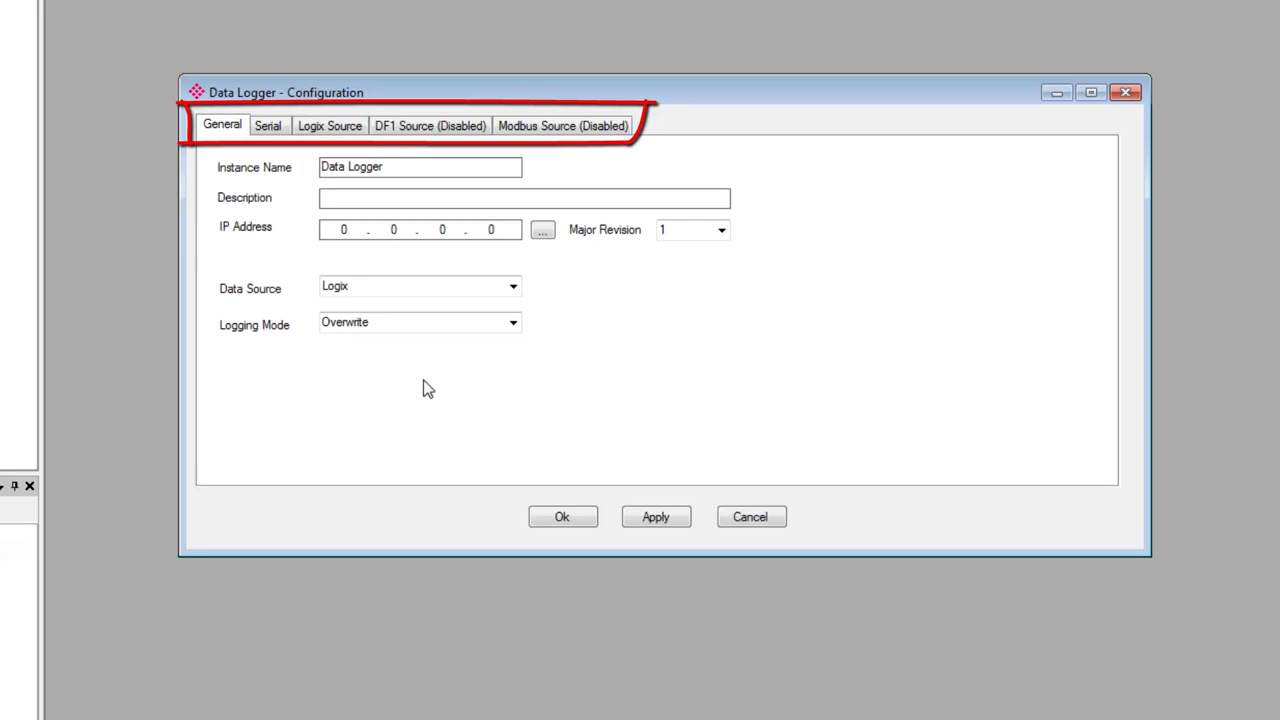 Data Logger - Configuration
General Serial Logix Source DF1 Source (Disabled) Modbus Source (Disabled)
Instance Name Data Logger
Description
IP Address 0 . 0 . 0 . 0 ... Major Revision 1
Data Source Logix
Logging Mode Overwrite
Ok Apply Cancel